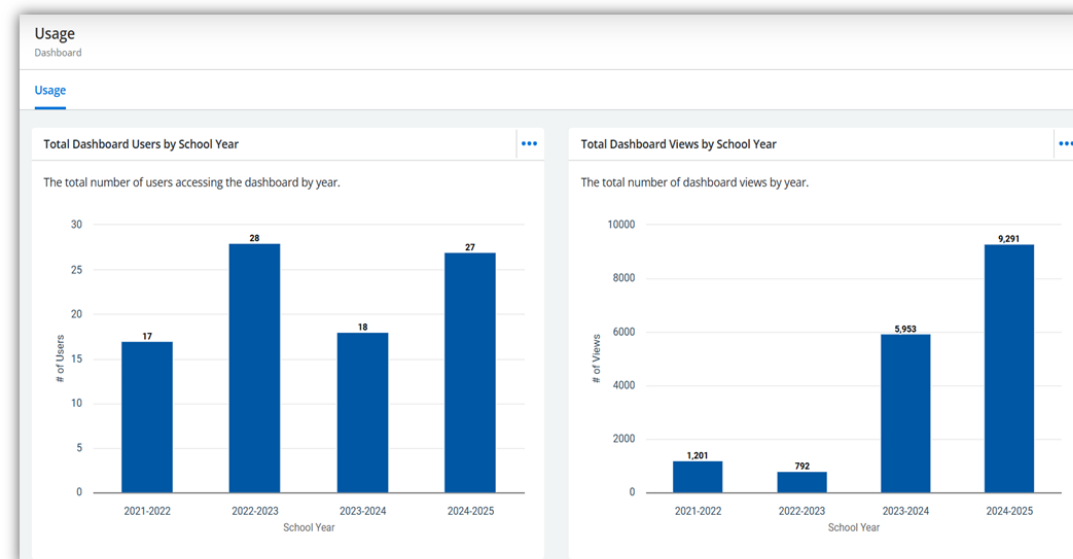 Usage
Dashboard
Usage
Total Dashboard Users by School Year
The total number of users accessing the dashboard by year.
30
25
20
15
10
5
0
# of Users
17
28
18
27
2021-2022
2022-2023
2023-2024
2024-2025
School Year
Total Dashboard Views by School Year
The total number of dashboard views by year.
10000
8000
6000
4000
2000
0
# of Views
1,201
792
5,953
9,291
2021-2022
2022-2023
2023-2024
2024-2025
School Year